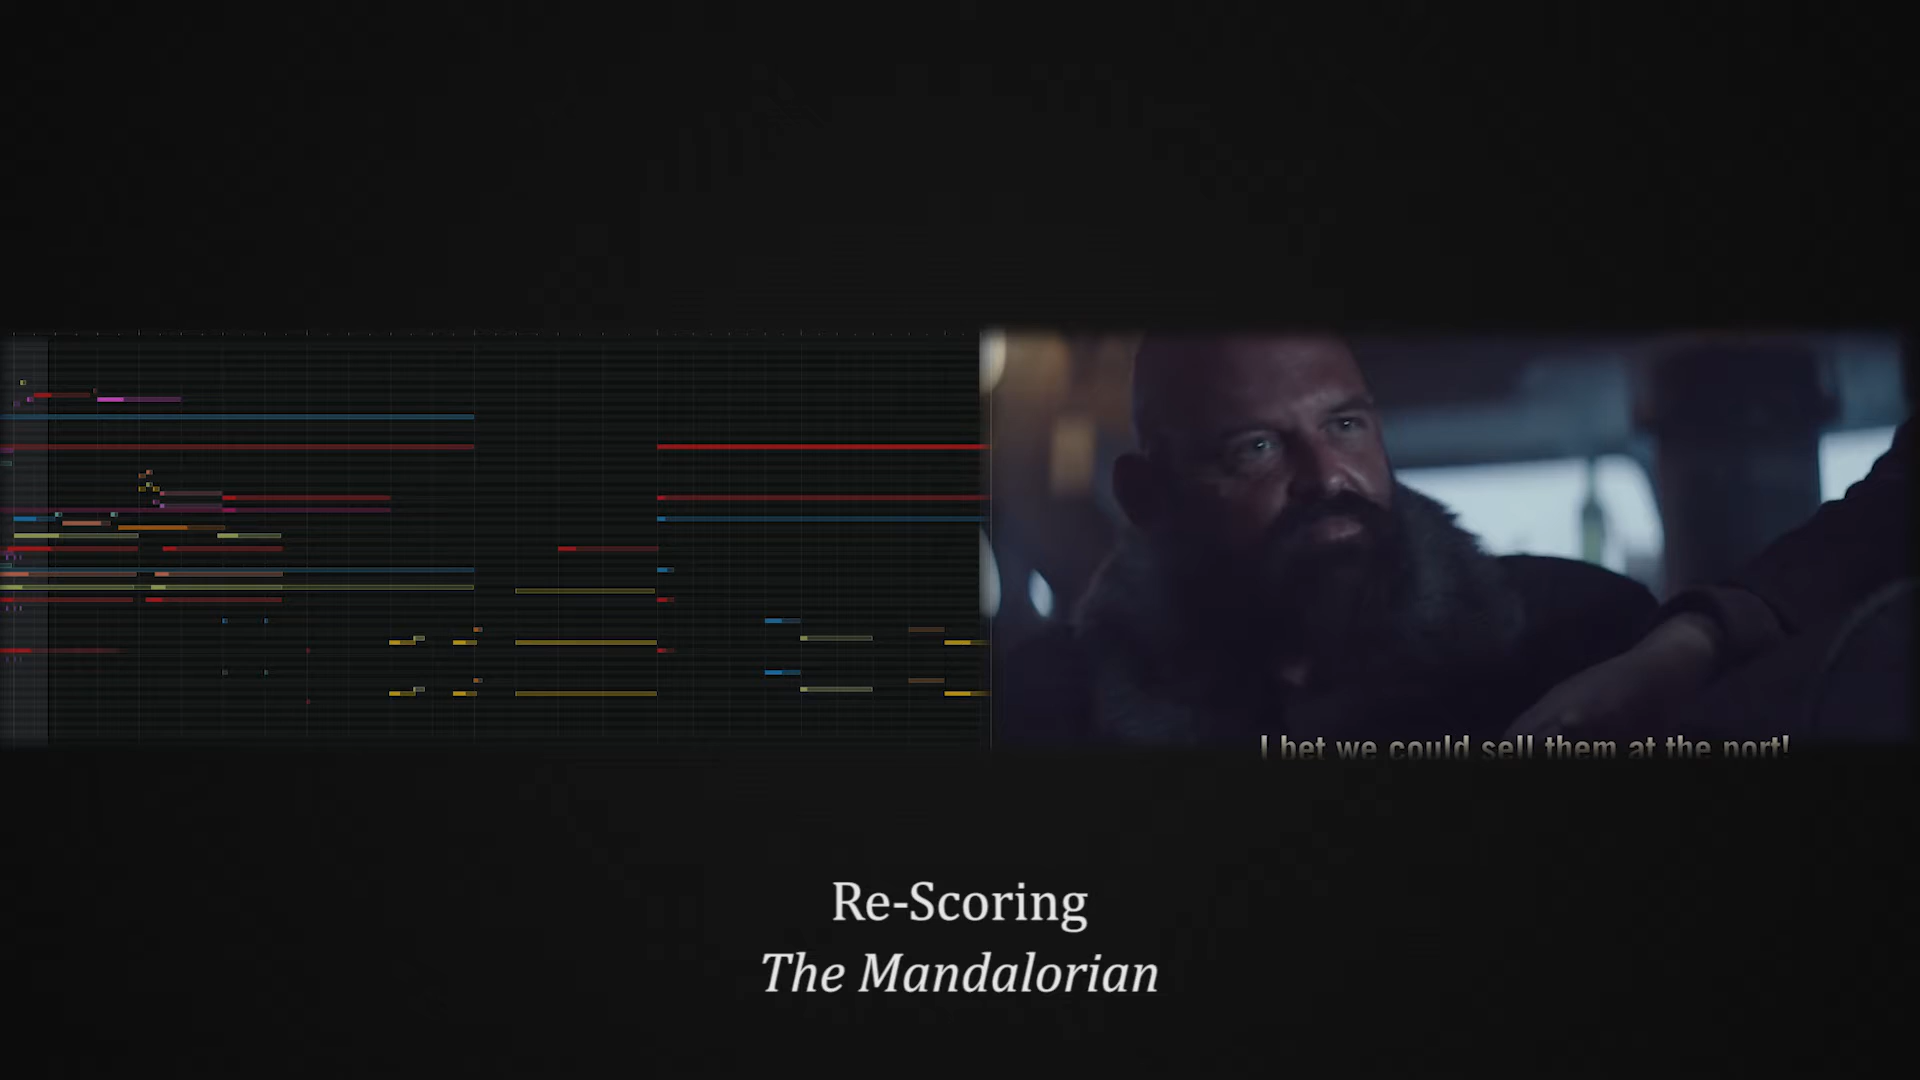 I bet we could sell them at the port!
Re-Scoring
The Mandalorian